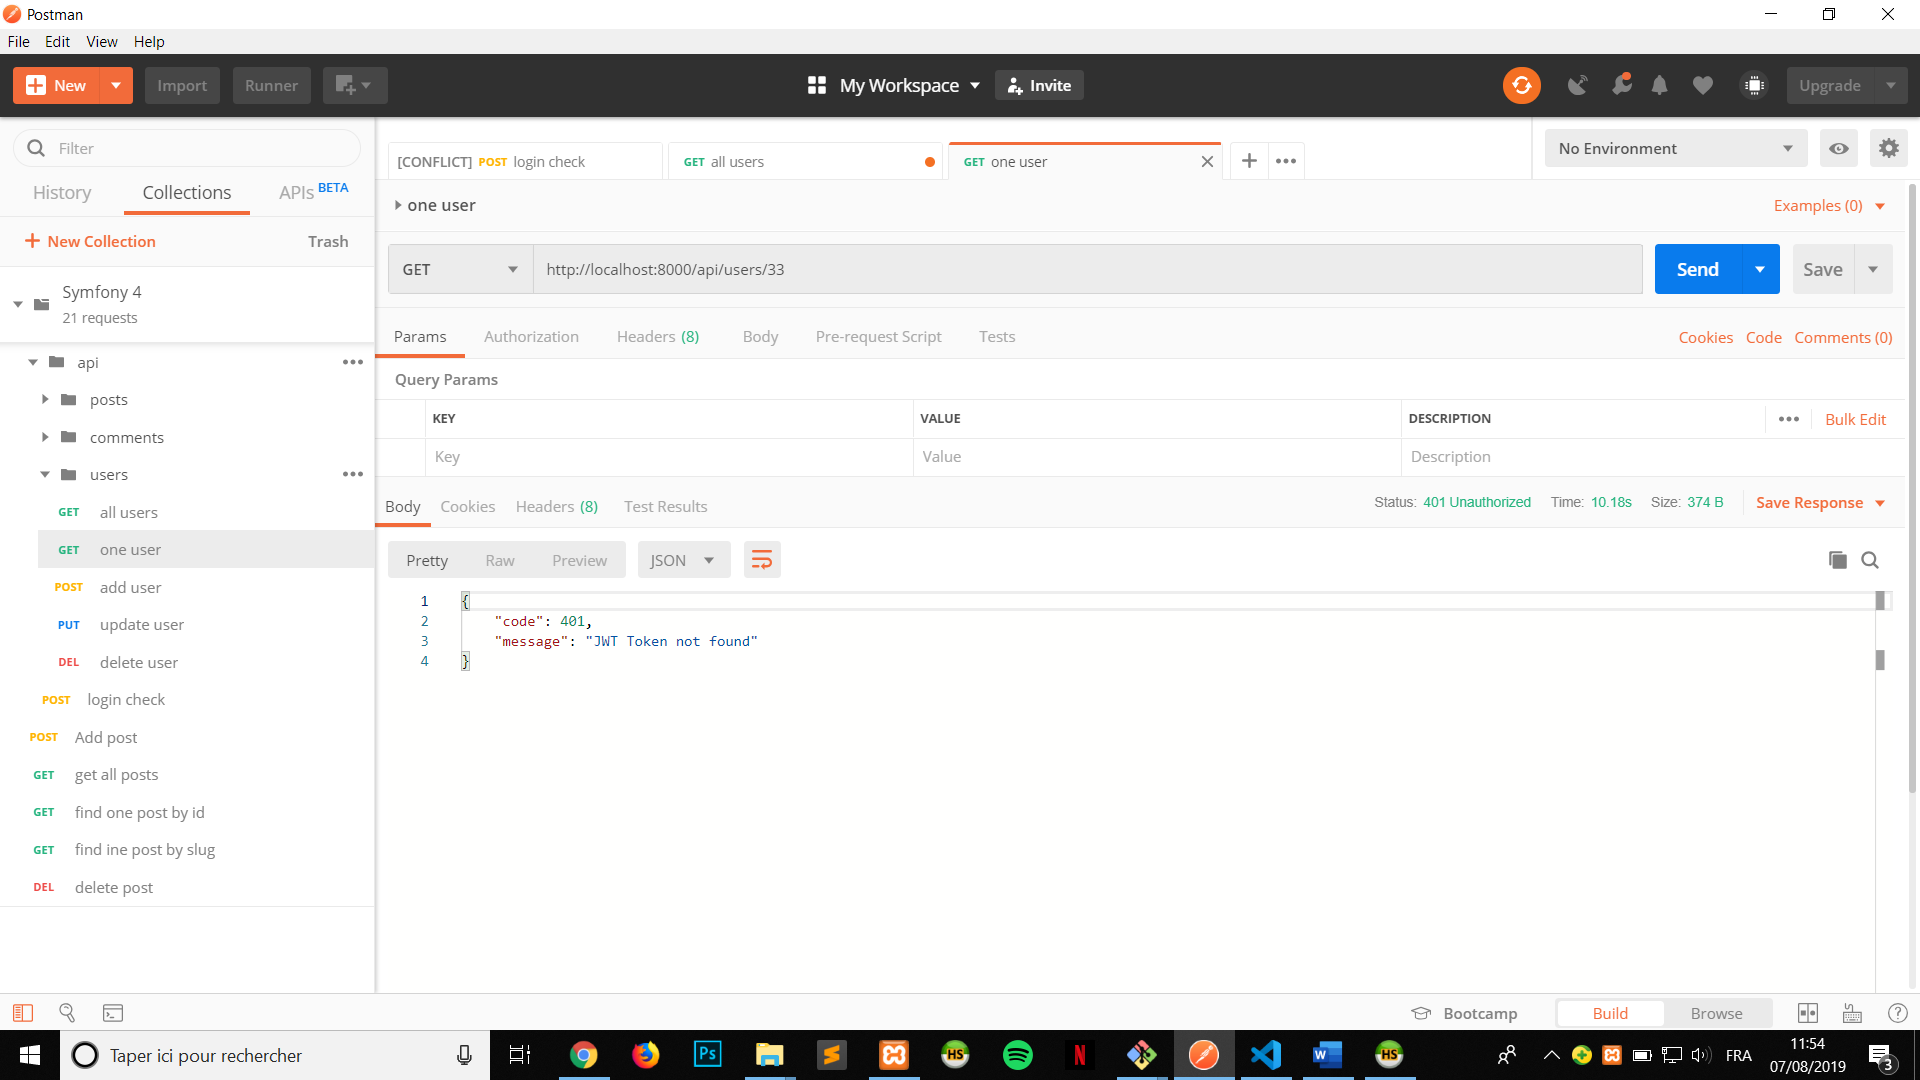 Postman
File Edit View Help
New Import Runner My Workspace Invite Upgrade
Filter
History Collections APIs BETA
New Collection Trash
Symfony 4
21 requests
api
posts
comments
users
GET all users
GET one user
POST add user
PUT update user
DEL delete user
POST login check
POST Add post
GET get all posts
GET find one post by id
GET find ine post by slug
DEL delete post
[CONFLICT] POST login check GET all users GET one user
No Environment
one user Examples (0)
GET http://localhost:8000/api/users/33 Send Save
Params Authorization Headers (8) Body Pre-request Script Tests Cookies Code Comments (0)
Query Params
KEY VALUE DESCRIPTION Bulk Edit
Key Value Description
Body Cookies Headers (8) Test Results Status: 401 Unauthorized Time: 10.18s Size: 374 B Save Response
Pretty Raw Preview JSON
1 {
2 "code": 401,
3 "message": "JWT Token not found"
4 }
Bootcamp Build Browse
Taper ici pour rechercher
Ps HS N W HS
FRA
11:54
07/08/2019
3